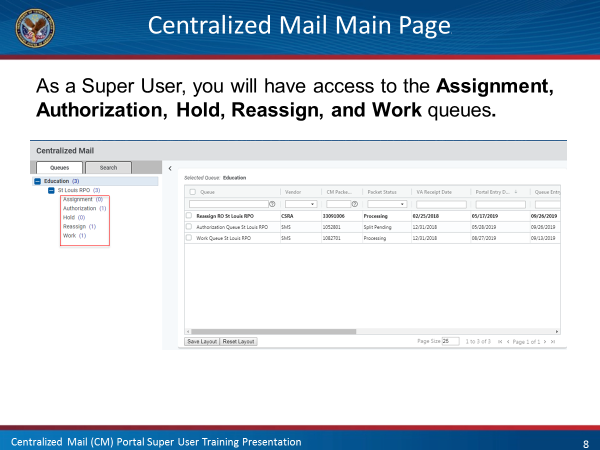 Centralized Mail Main Page
As a Super User, you will have access to the Assignment,
Authorization, Hold, Reassign, and Work queues.
Centralized Mail
Queues Search
Education (3)
St Louis RPO (3)
Assignment (0)
Authorization (1)
Hold (0)
Reassign (1)
Work (1)
Selected Queue: Education
Queue Vendor CM Packe... Packet Status VA Receipt Date Portal Entry D... Queue Entry
Reassign RO St Louis RPO CSRA 33091006 Processing 02/25/2018 05/17/2019 09/26/2019
Authorization Queue St Louis RPO SMS 1052801 Split Pending 12/31/2018 05/28/2019 09/26/2019
Work Queue St Louis RPO SMS 1082701 Processing 12/31/2018 08/27/2019 09/13/2019
Save Layout Reset Layout Page Size 25 1 to 3 of 3 Page 1 of 1
Centralized Mail (CM) Portal Super User Training Presentation
8